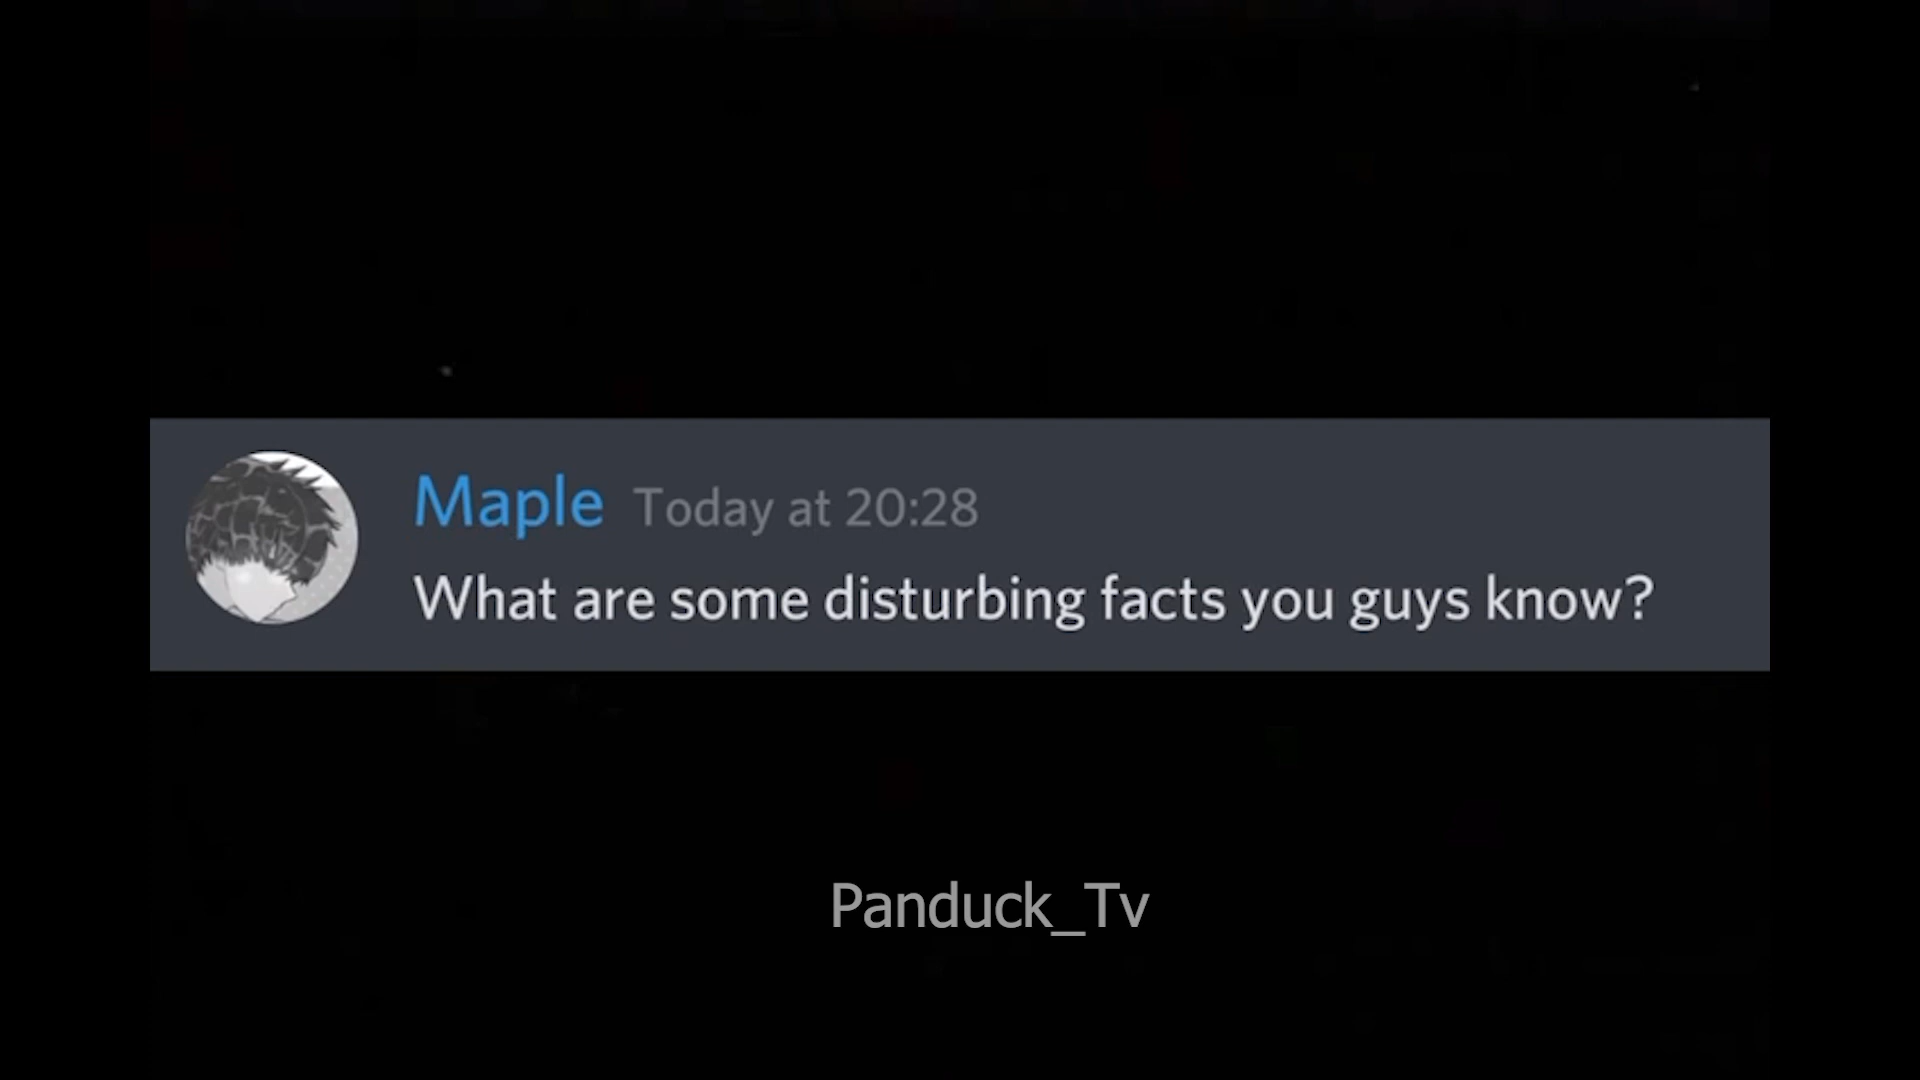 Maple Today at 20:28
What are some disturbing facts you guys know?
Panduck_Tv